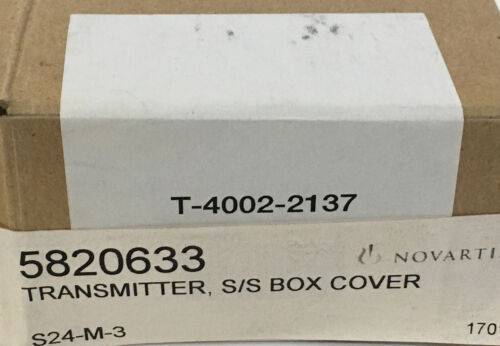 T-4002-2137
5820633
NOVARTI
TRANSMITTER, S/S BOX COVER
S24-M-3
170